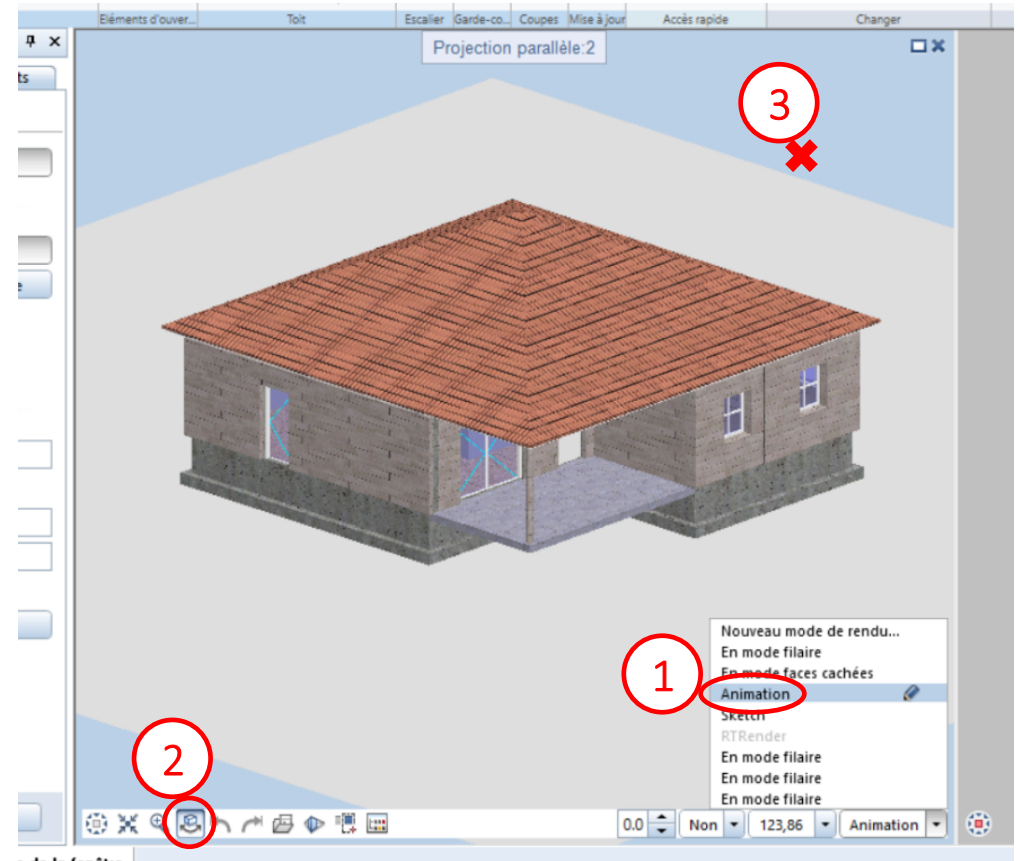 Eléments d'ouver... Toit Escalier Garde-co... Coupes Mise à jour Accès rapide Changer
Projection parallèle:2
ts
3
e
Nouveau mode de rendu...
En mode filaire
1
En mode faces cachées
Animation
Sketch
RTRender
En mode filaire
2
En mode filaire
En mode filaire
0.0 Non 123,86 Animation